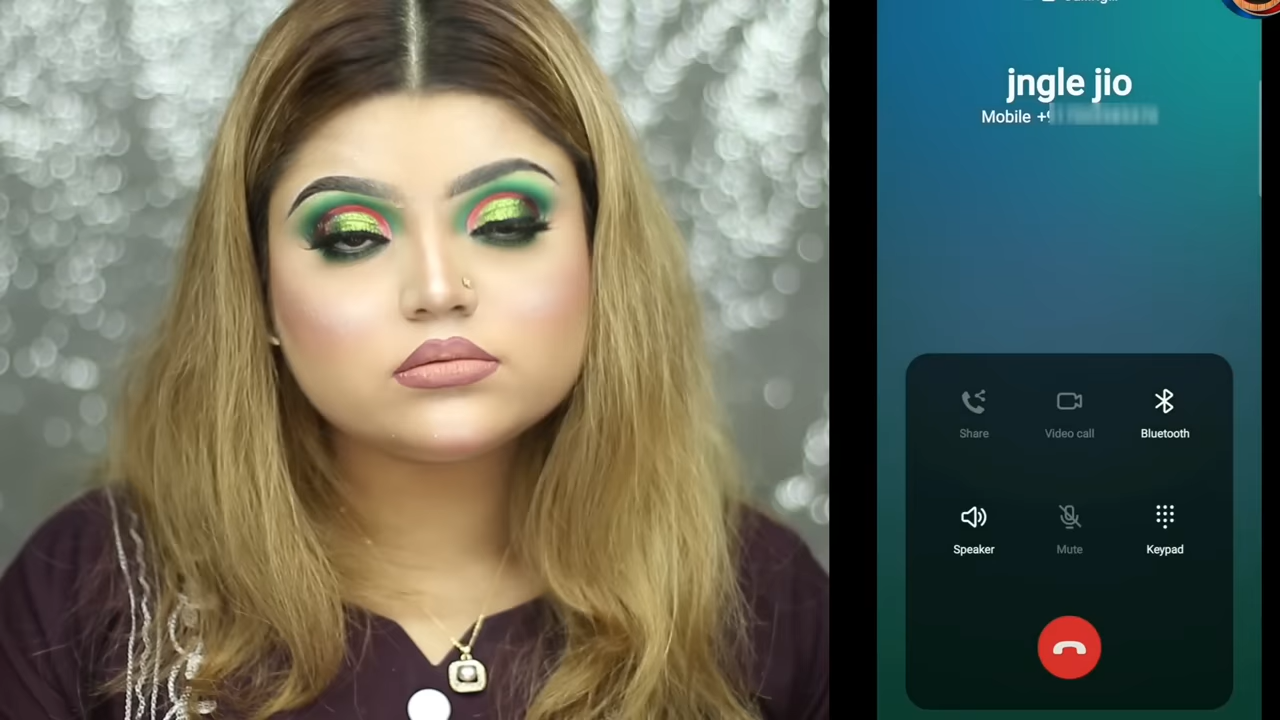 jngle jio
Mobile
Share
Video call
Bluetooth
Speaker
Mute
Keypad